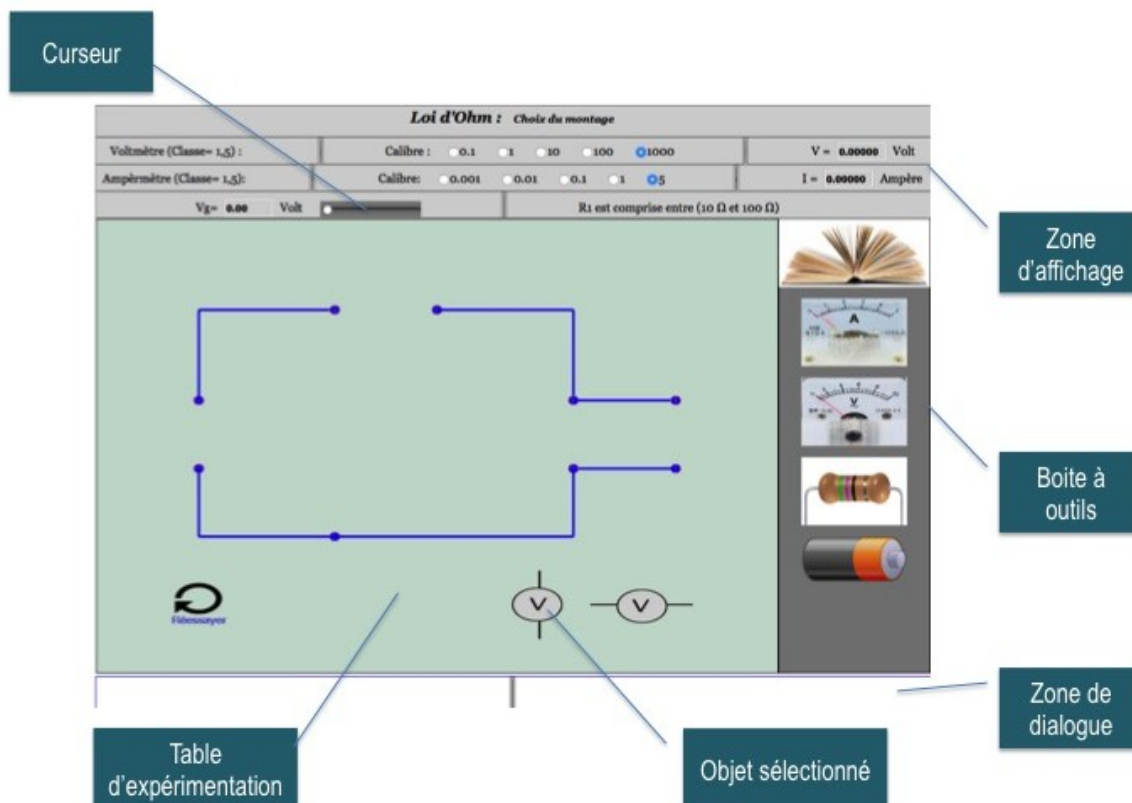 Curseur
Loi d'Ohm : Choix du montage
Voltmètre (Classe= 1,5) : Calibre : 0.1 1 10 100 1000 V = 0.00000 Volt
Ampèrmètre (Classe= 1,5): Calibre: 0.001 0.01 0.1 1 5 I = 0.00000 Ampère
Vg= 0.00 Volt R1 est comprise entre (10 Ω et 100 Ω)
Zone
d'affichage
A
V
Boite à
outils
V V
Réessayer
Zone de
dialogue
Table
d'expérimentation
Objet sélectionné